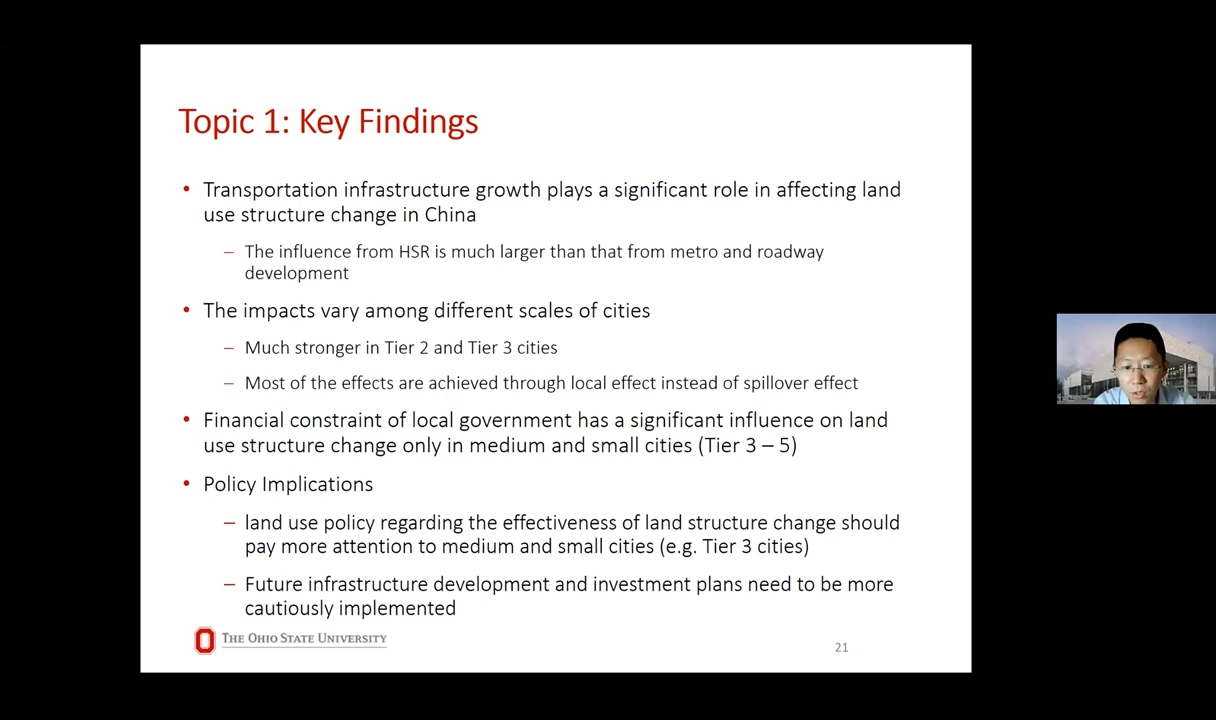 Topic 1: Key Findings
• Transportation infrastructure growth plays a significant role in affecting land
use structure change in China
– The influence from HSR is much larger than that from metro and roadway
development
• The impacts vary among different scales of cities
– Much stronger in Tier 2 and Tier 3 cities
– Most of the effects are achieved through local effect instead of spillover effect
• Financial constraint of local government has a significant influence on land
use structure change only in medium and small cities (Tier 3 – 5)
• Policy Implications
– land use policy regarding the effectiveness of land structure change should
pay more attention to medium and small cities (e.g. Tier 3 cities)
– Future infrastructure development and investment plans need to be more
cautiously implemented
THE OHIO STATE UNIVERSITY
21